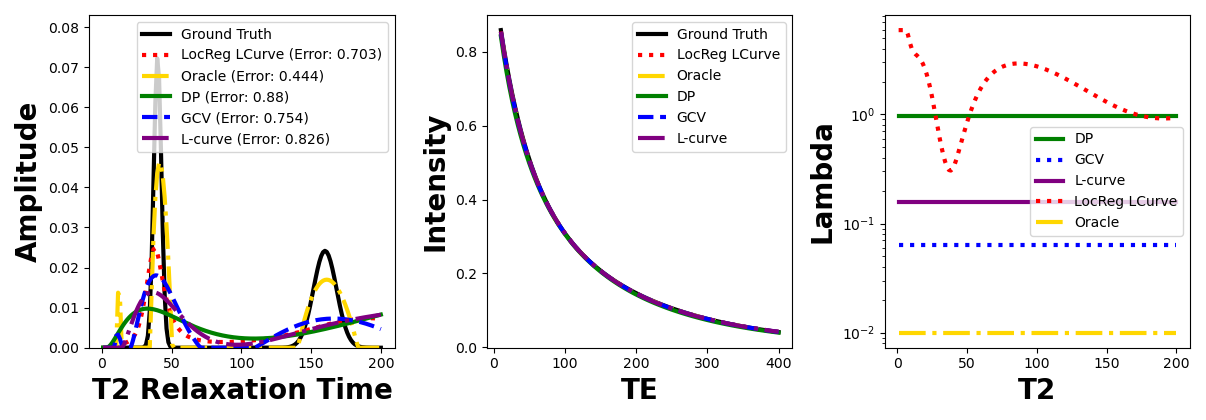 0.08
0.07
0.06
0.05
0.04
0.03
0.02
0.01
0.00
Amplitude
0 50 100 150 200
T2 Relaxation Time
Ground Truth
LocReg LCurve (Error: 0.703)
Oracle (Error: 0.444)
DP (Error: 0.88)
GCV (Error: 0.754)
L-curve (Error: 0.826)
0.8
0.6
0.4
0.2
0.0
Intensity
0 100 200 300 400
TE
Ground Truth
LocReg LCurve
Oracle
DP
GCV
L-curve
10⁰
10⁻¹
10⁻²
Lambda
0 50 100 150 200
T2
DP
GCV
L-curve
LocReg LCurve
Oracle